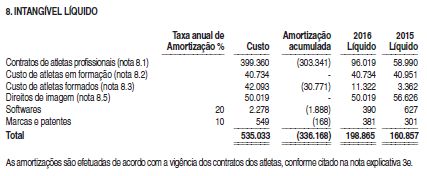 8. INTANGÍVEL LÍQUIDO
Taxa anual de Amortização % Custo Amortização acumulada 2016 Líquido 2015 Líquido
Contratos de atletas profissionais (nota 8.1) 399.360 (303.341) 96.019 58.990
Custo de atletas em formação (nota 8.2) 40.734 - 40.734 40.951
Custo de atletas formados (nota 8.3) 42.093 (30.771) 11.322 3.362
Direitos de imagem (nota 8.5) 50.019 - 50.019 56.626
Softwares 20 2.278 (1.888) 390 627
Marcas e patentes 10 549 (168) 381 301
Total 535.033 (336.168) 198.865 160.857
As amortizações são efetuadas de acordo com a vigência dos contratos dos atletas, conforme citado na nota explicativa 3e.